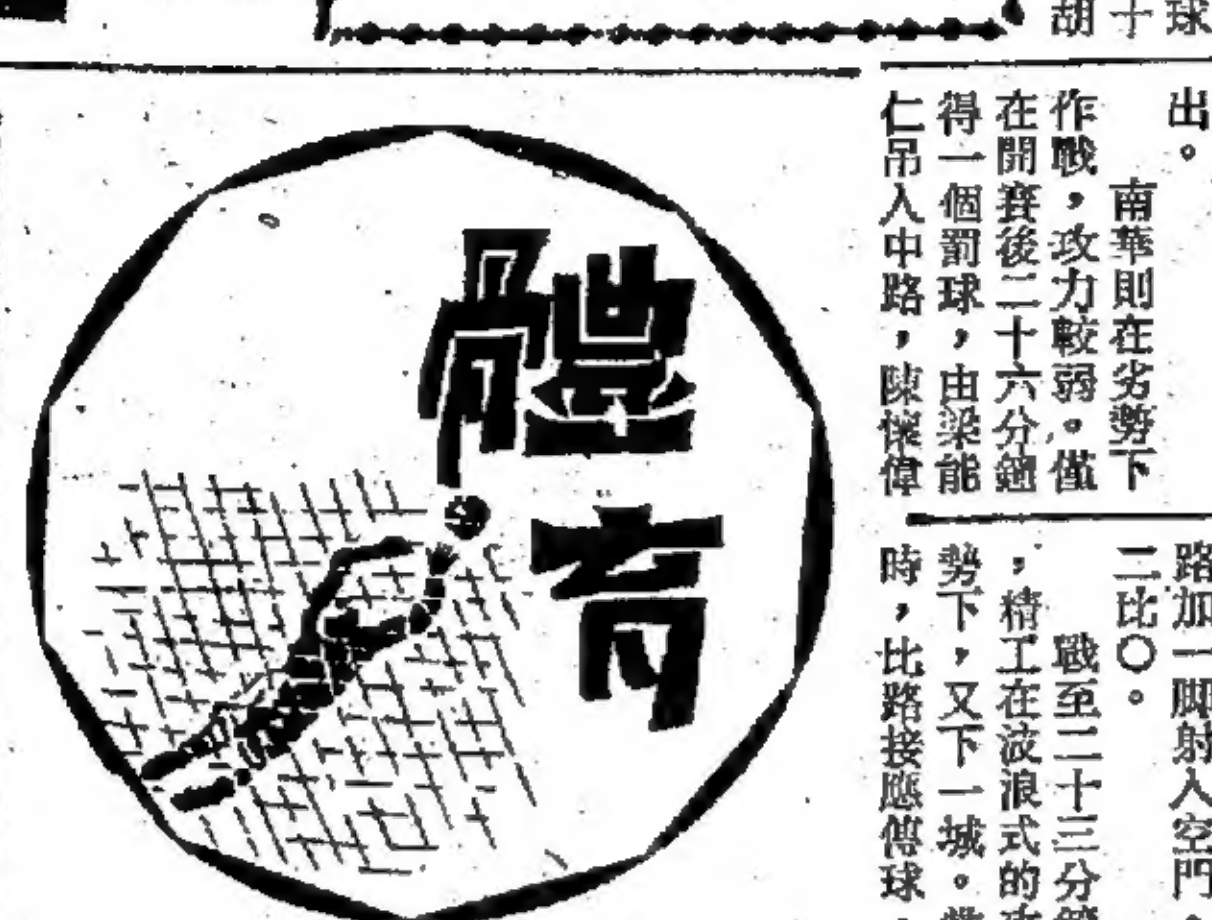 球
十
胡
出。
南華則在劣勢下
作戰，攻力較弱。僅
在開賽後二十六分鐘
得一個罰球，由梁能
仁吊入中路，陳懷偉
路加一脚射入空門，
二比〇。
戰至二十三分鐘
，精工在波浪式的攻
勢下，又下一城。
時，比路接應傳球，
體育